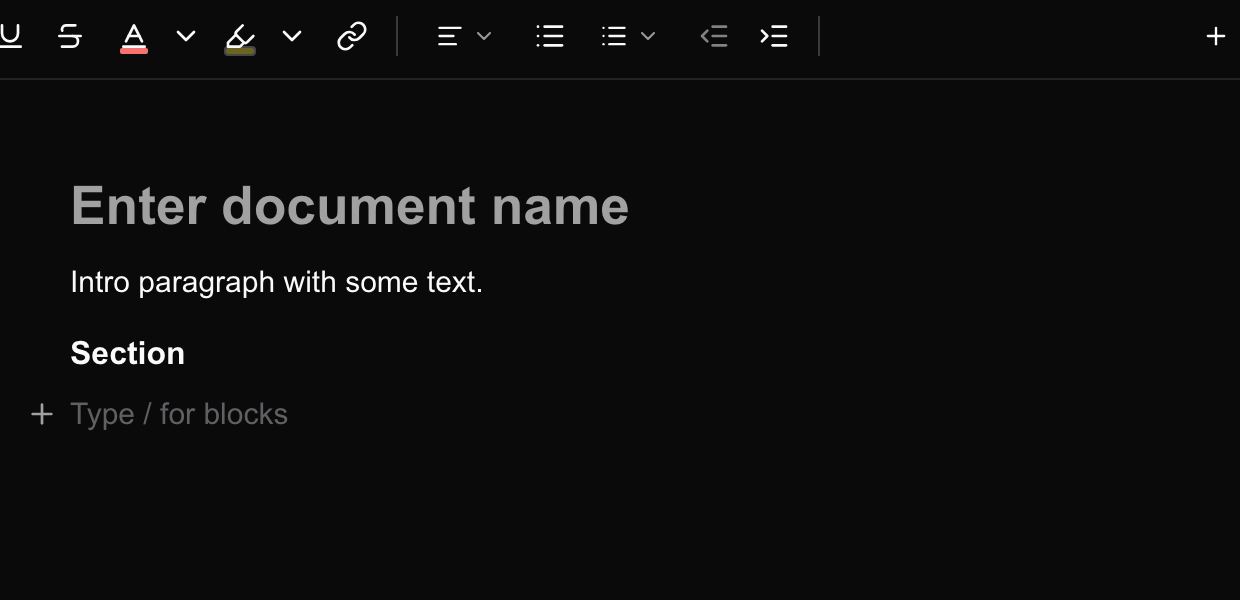 Enter document name
Intro paragraph with some text.
Section
Type / for blocks